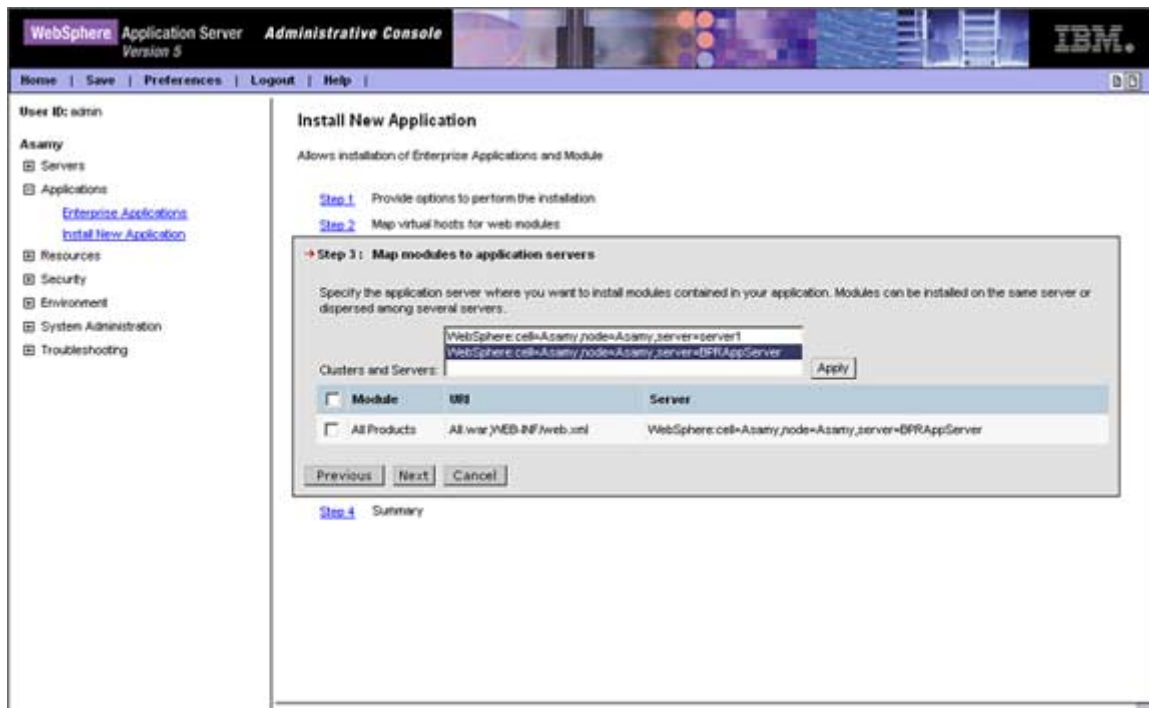 WebSphere Application Server Administrative Console
Version 5
IBM.
Home | Save | Preferences | Logout | Help |
User ID: admin
Asamy
Servers
Applications
Enterprise Applications
Install New Application
Resources
Security
Environment
System Administration
Troubleshooting
Install New Application
Allows installation of Enterprise Applications and Module
Step 1 Provide options to perform the installation
Step 2 Map virtual hosts for web modules
Step 3 : Map modules to application servers
Specify the application server where you want to install modules contained in your application. Modules can be installed on the same server or
dispersed among several servers.
WebSphere:cell=Asamy,node=Asamy,server=server1
WebSphere:cell=Asamy,node=Asamy,server=BPRAppServer
Clusters and Servers: Apply
Module URI Server
All Products All.war,WEB-INF/web.xml WebSphere:cell=Asamy,node=Asamy,server=BPRAppServer
Previous Next Cancel
Step 4 Summary